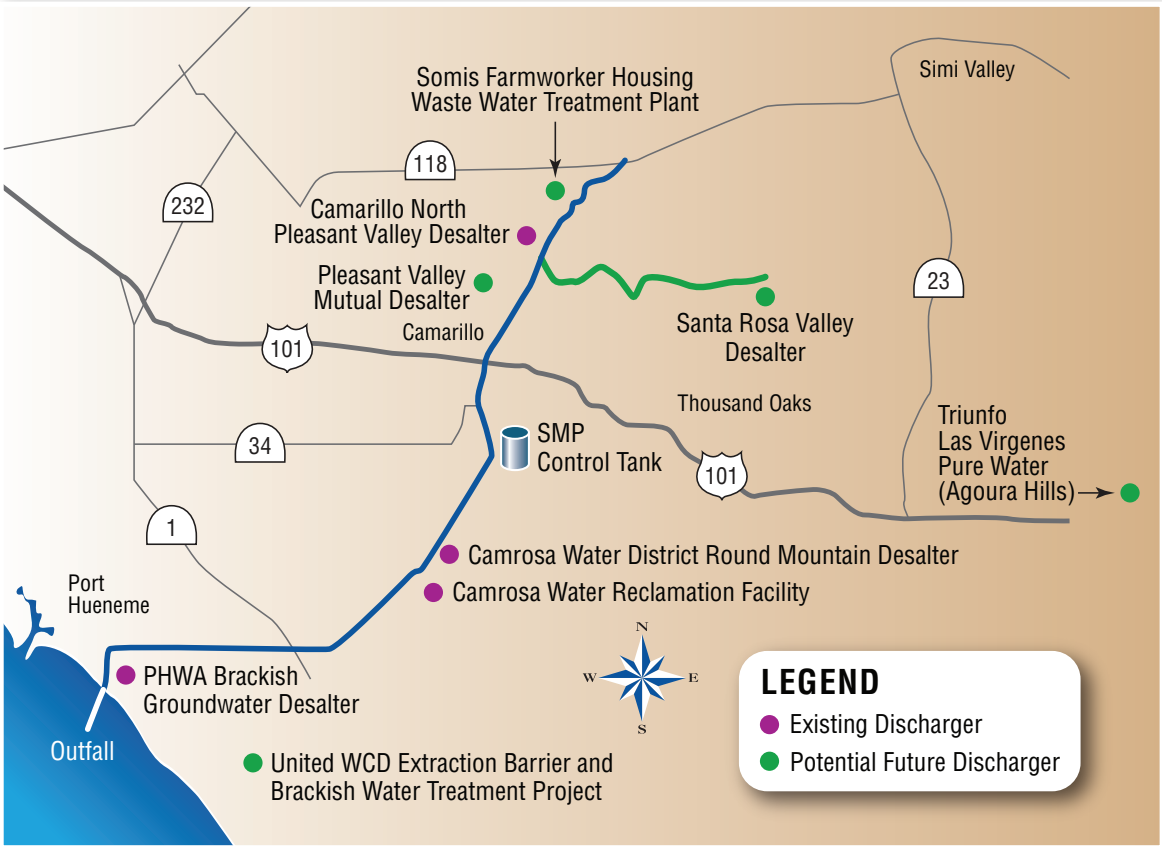 Simi Valley
Somis Farmworker Housing
Waste Water Treatment Plant
118
232
Camarillo North
Pleasant Valley Desalter
Pleasant Valley
Mutual Desalter
23
Santa Rosa Valley
Desalter
Camarillo
101
Thousand Oaks
Triunfo
Las Virgenes
Pure Water
(Agoura Hills)
34
SMP
Control Tank
101
1
Camrosa Water District Round Mountain Desalter
Camrosa Water Reclamation Facility
Port
Hueneme
N
W
E
S
PHWA Brackish
Groundwater Desalter
Outfall
United WCD Extraction Barrier and
Brackish Water Treatment Project
LEGEND
Existing Discharger
Potential Future Discharger